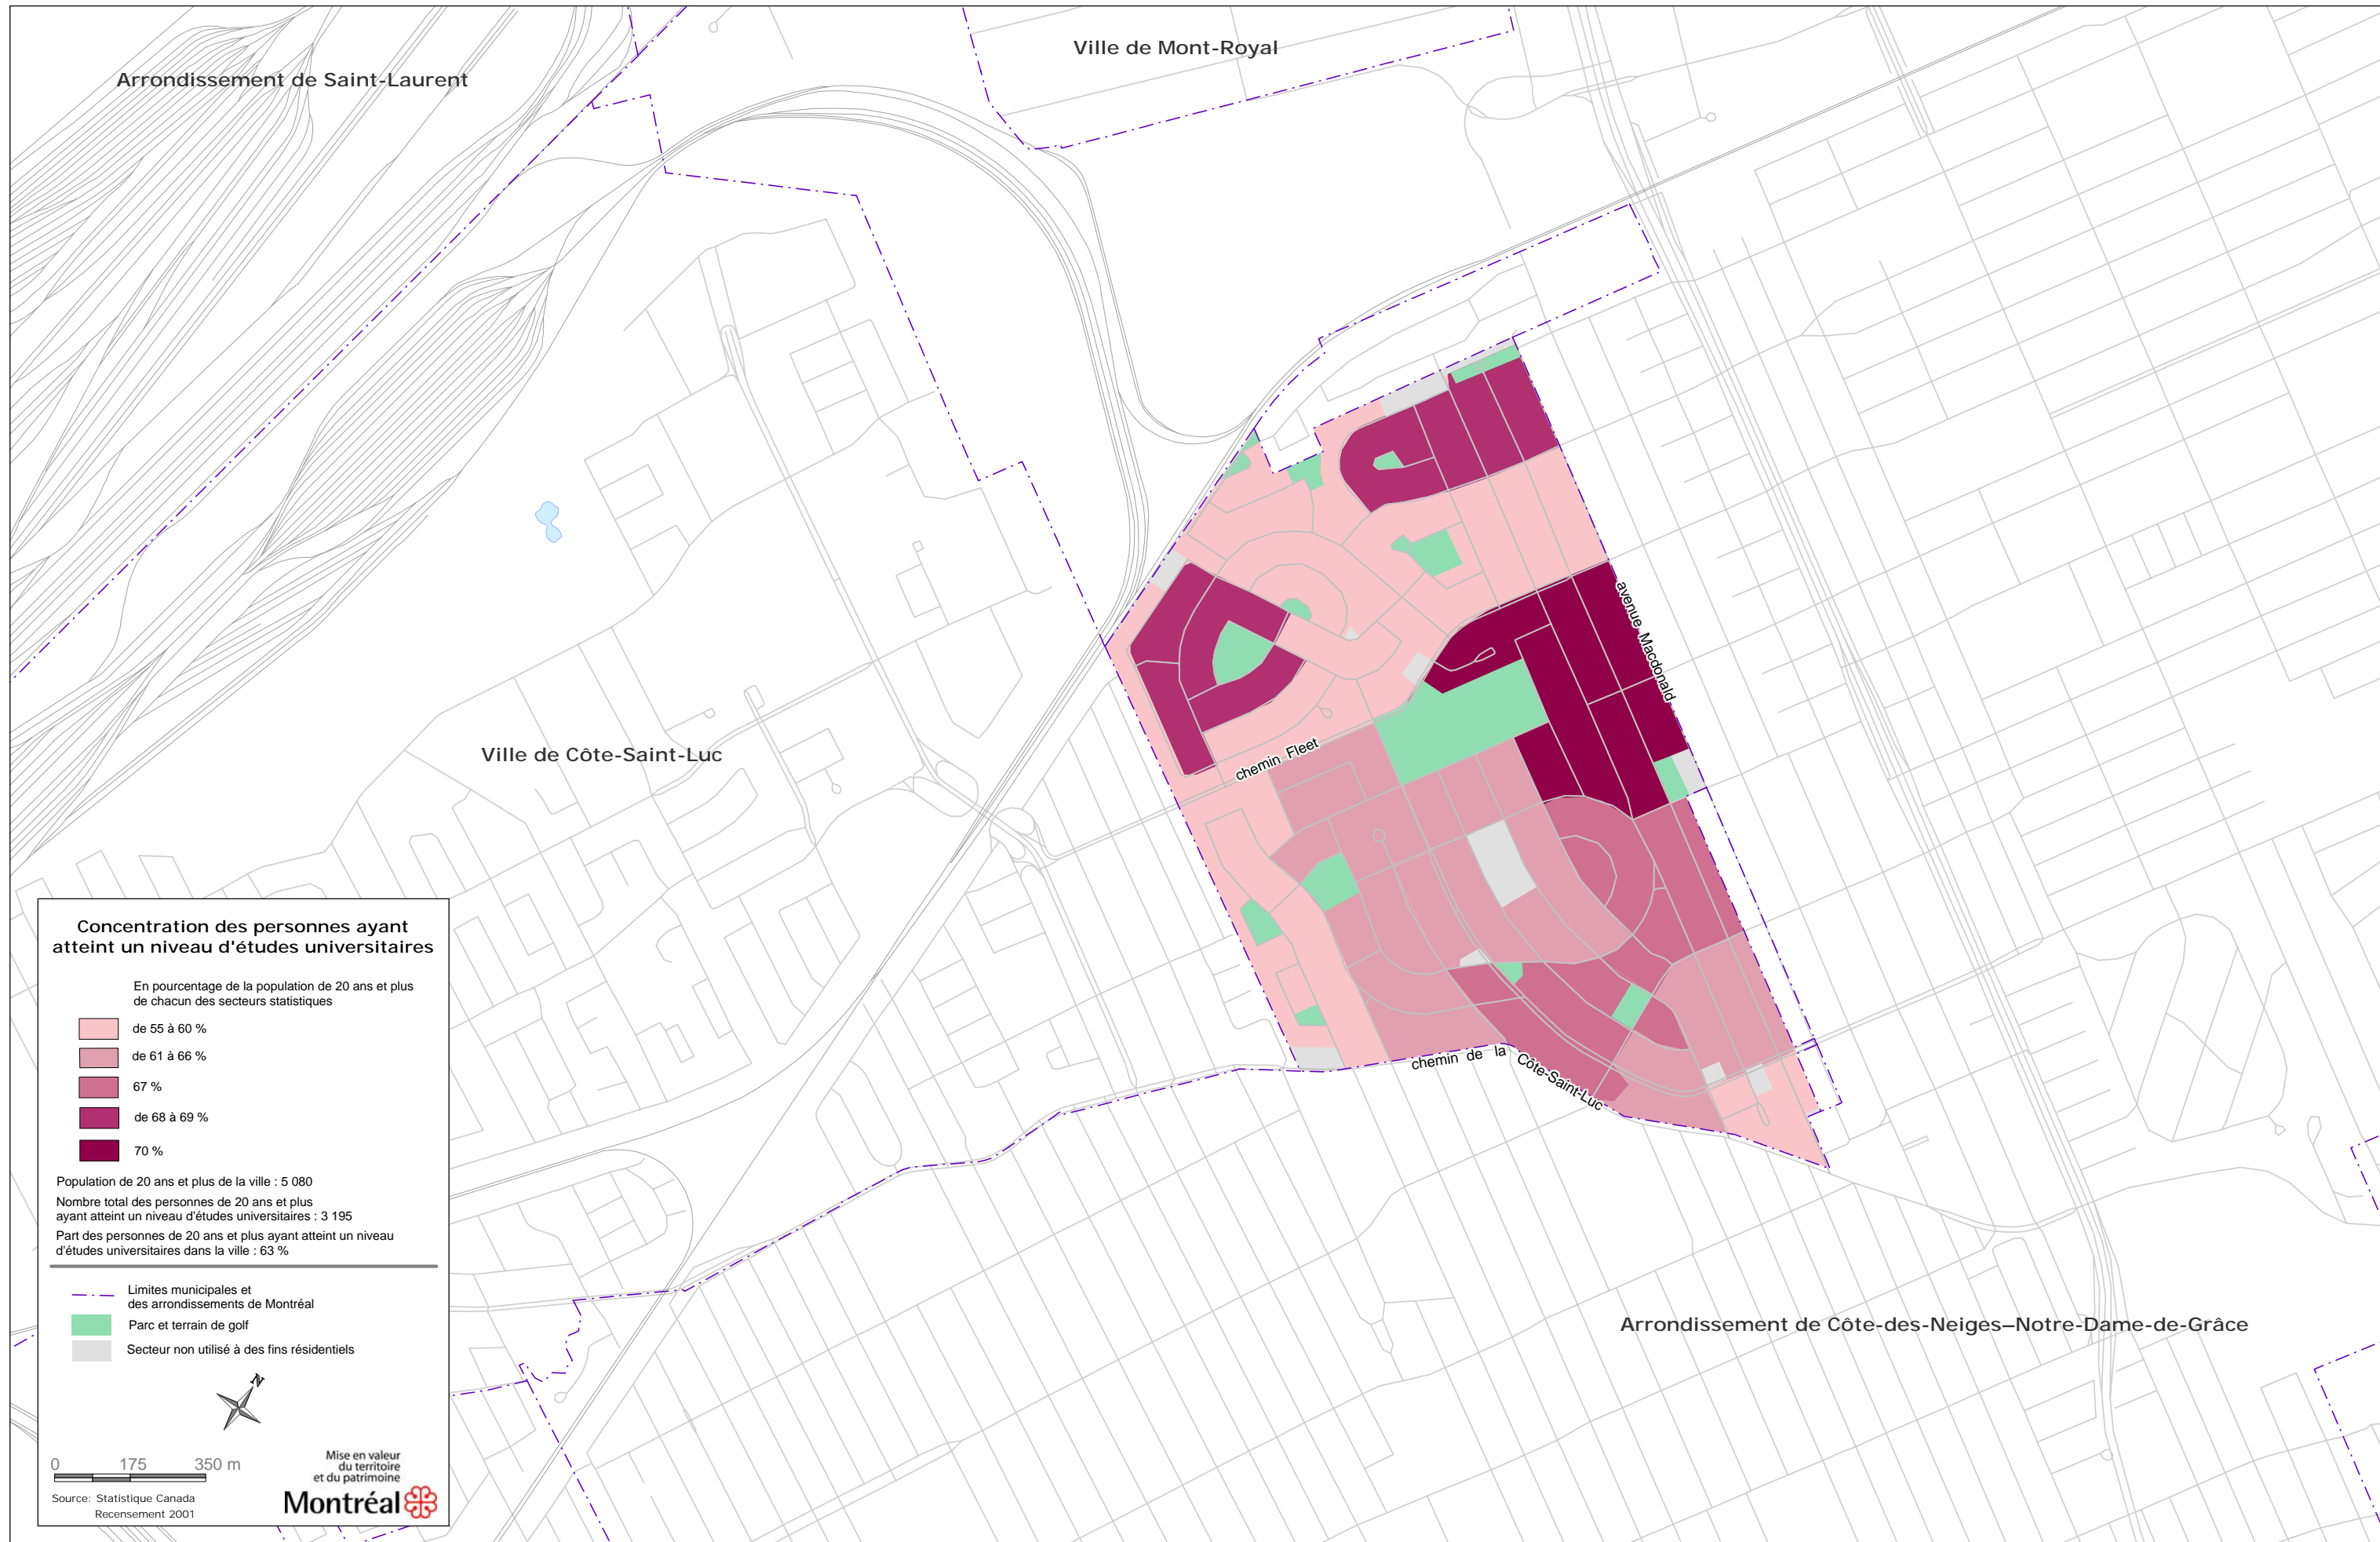 Arrondissement de Saint-Laurent
Ville de Mont-Royal
avenue Macdonald
Ville de Côte-Saint-Luc
chemin Fleet
chemin de la Côte-Saint-Luc
Arrondissement de Côte-des-Neiges–Notre-Dame-de-Grâce
Concentration des personnes ayant
atteint un niveau d'études universitaires
En pourcentage de la population de 20 ans et plus
de chacun des secteurs statistiques
de 55 à 60 %
de 61 à 66 %
67 %
de 68 à 69 %
70 %
Population de 20 ans et plus de la ville : 5 080
Nombre total des personnes de 20 ans et plus
ayant atteint un niveau d'études universitaires : 3 195
Part des personnes de 20 ans et plus ayant atteint un niveau
d'études universitaires dans la ville : 63 %
Limites municipales et
des arrondissements de Montréal
Parc et terrain de golf
Secteur non utilisé à des fins résidentiels
N
0 175 350 m
Source: Statistique Canada
Recensement 2001
Mise en valeur
du territoire
et du patrimoine
Montréal